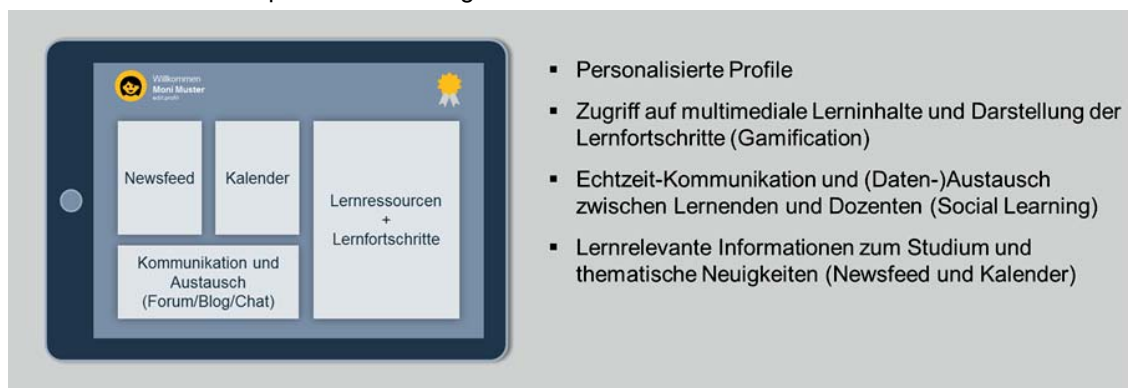 Willkommen
Moni Muster
edit profil
Newsfeed
Kalender
Lernressourcen
+
Lernfortschritte
Kommunikation und
Austausch
(Forum/Blog/Chat)
▪ Personalisierte Profile
▪ Zugriff auf multimediale Lerninhalte und Darstellung der
Lernfortschritte (Gamification)
▪ Echtzeit-Kommunikation und (Daten-)Austausch
zwischen Lernenden und Dozenten (Social Learning)
▪ Lernrelevante Informationen zum Studium und
thematische Neuigkeiten (Newsfeed und Kalender)